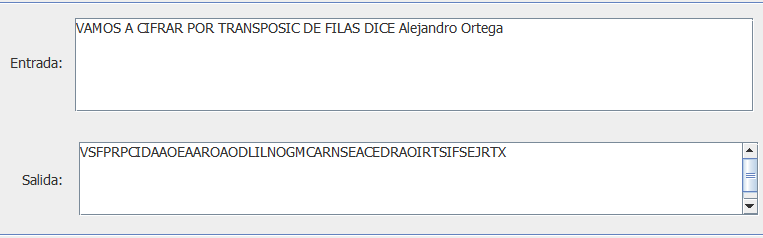 VAMOS A CIFRAR POR TRANSPOSIC DE FILAS DICE Alejandro Ortega
Entrada:
VSFPRPCIDAAOEAAROAODLILNOGMCARNSEACEDRAOIRTSIFSEJRTX
Salida: